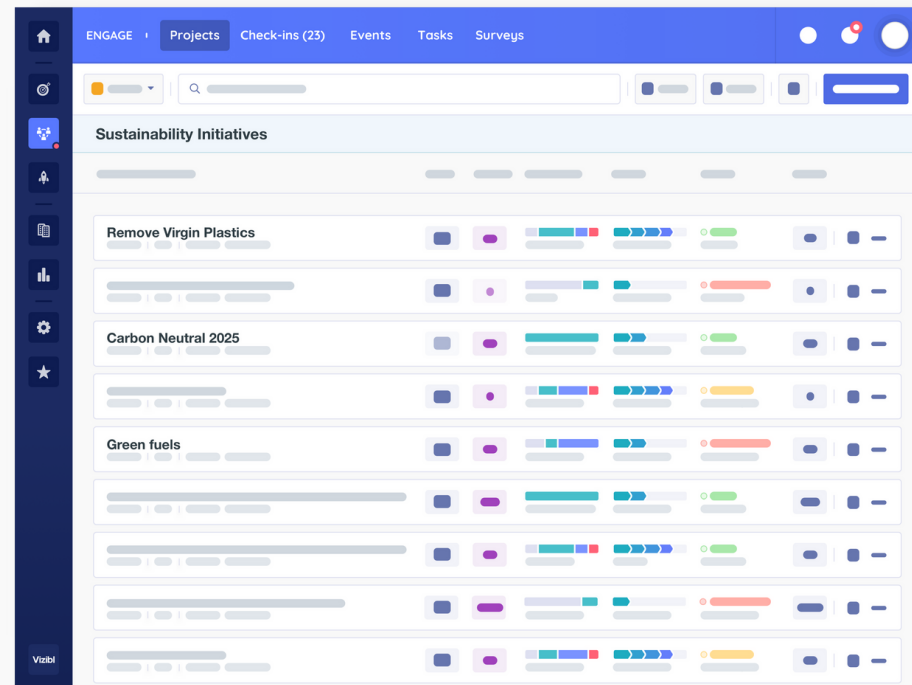 ENGAGE Projects Check-ins (23) Events Tasks Surveys
Sustainability Initiatives
Remove Virgin Plastics
Carbon Neutral 2025
Green fuels
Vizibl